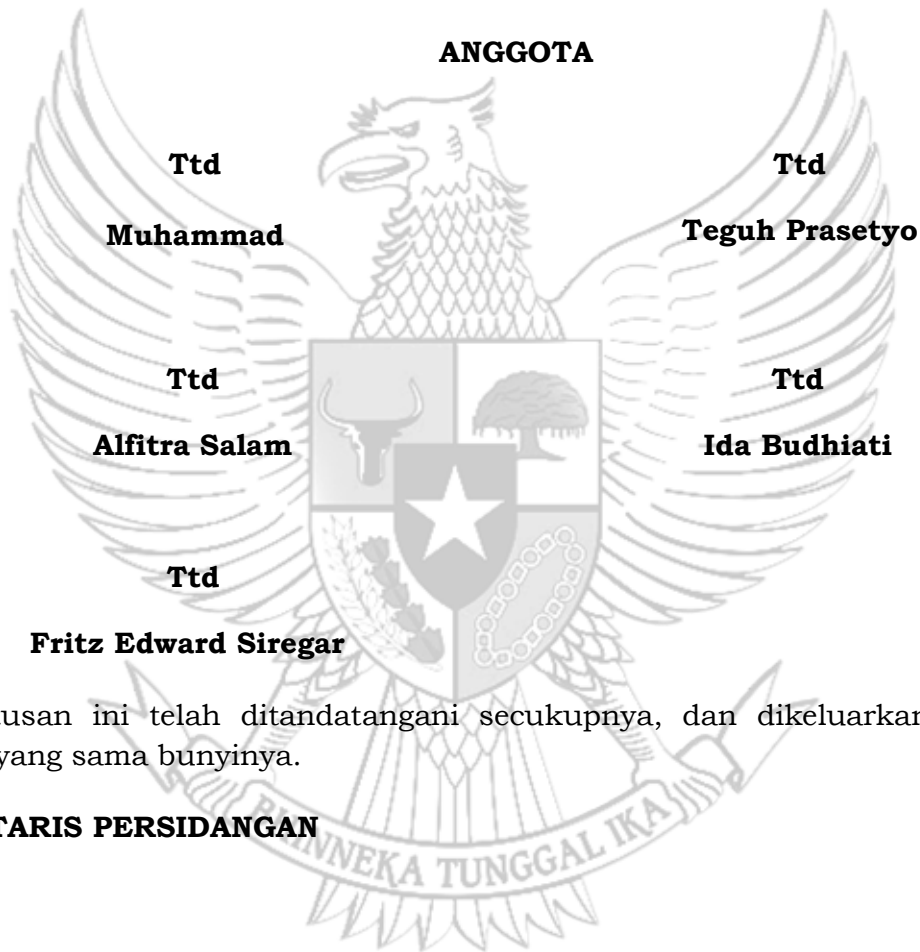 ANGGOTA
Ttd Ttd
Muhammad Teguh Prasetyo
Ttd Ttd
Alfitra Salam Ida Budhiati
Ttd
Fritz Edward Siregar
usan ini telah ditandatangani secukupnya, dan dikeluarkan
yang sama bunyinya.
TARIS PERSIDANGAN
BHINNEKA TUNGGAL IKA